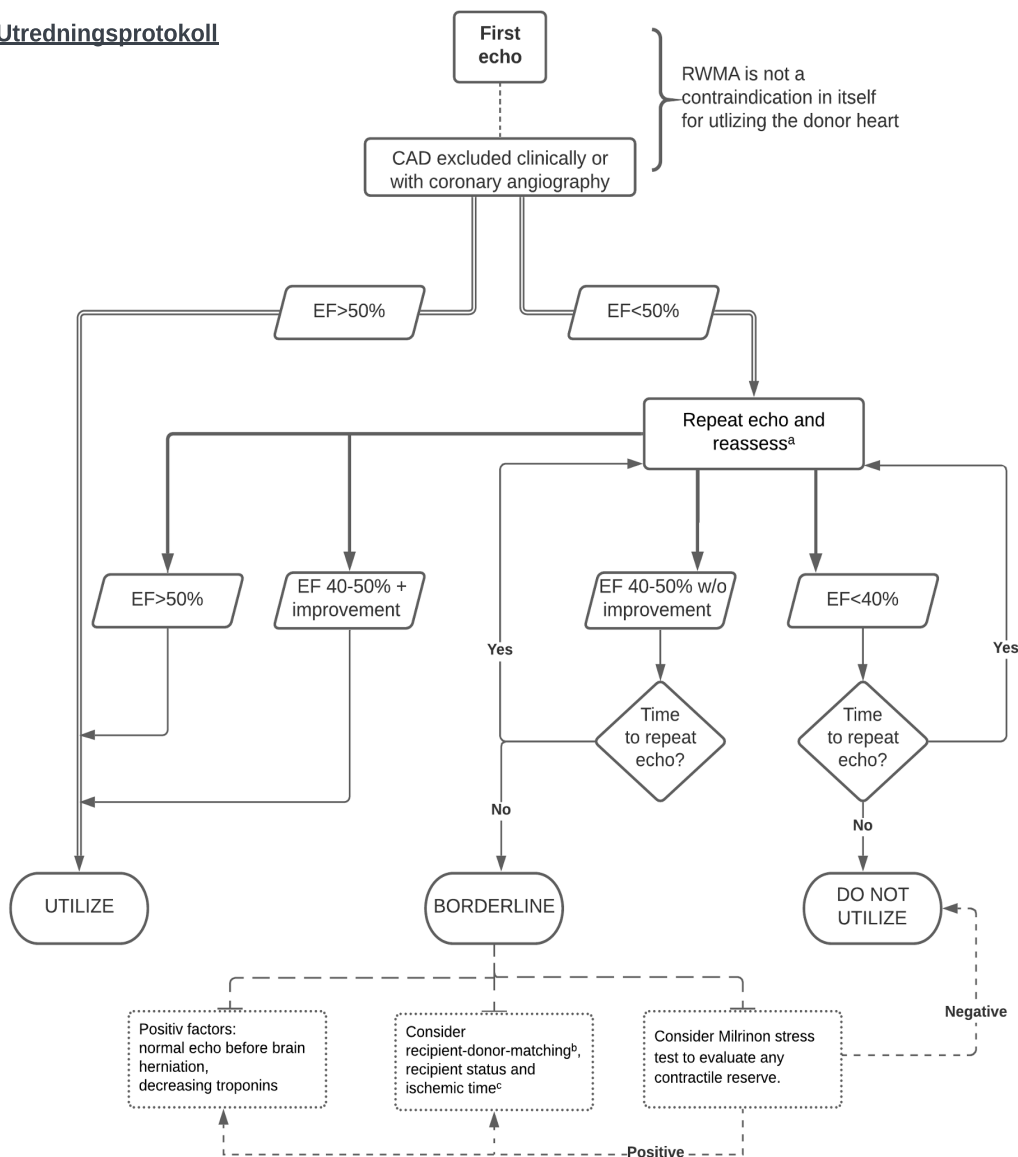 Utredningsprotokoll
First
echo
RWMA is not a
contraindication in itself
for utlizing the donor heart
CAD excluded clinically or
with coronary angiography
EF>50%
EF<50%
Repeat echo and
reassessᵃ
EF>50%
EF 40-50% +
improvement
EF 40-50% w/o
improvement
EF<40%
Yes
Yes
Time
to repeat
echo?
Time
to repeat
echo?
No
No
UTILIZE
BORDERLINE
DO NOT
UTILIZE
Negative
Positiv factors:
normal echo before brain
herniation,
decreasing troponins
Consider
recipient-donor-matchingᵇ,
recipient status and
ischemic timeᶜ
Consider Milrinon stress
test to evaluate any
contractile reserve.
Positive